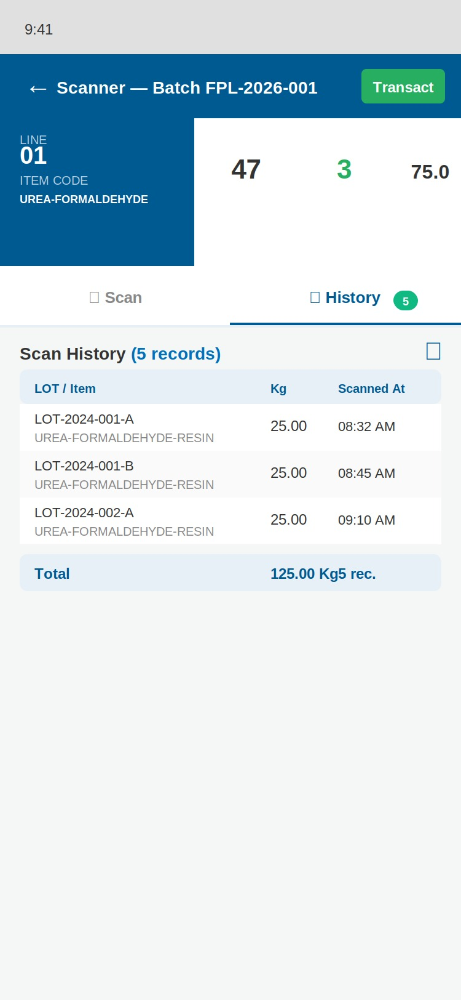 9:41
← Scanner — Batch FPL-2026-001
Transact
LINE
01
ITEM CODE
UREA-FORMALDEHYDE
47
3
75.0
Scan
History
5
Scan History (5 records)
LOT / Item Kg Scanned At
LOT-2024-001-A
UREA-FORMALDEHYDE-RESIN
25.00
08:32 AM
LOT-2024-001-B
UREA-FORMALDEHYDE-RESIN
25.00
08:45 AM
LOT-2024-002-A
UREA-FORMALDEHYDE-RESIN
25.00
09:10 AM
Total 125.00 Kg5 rec.